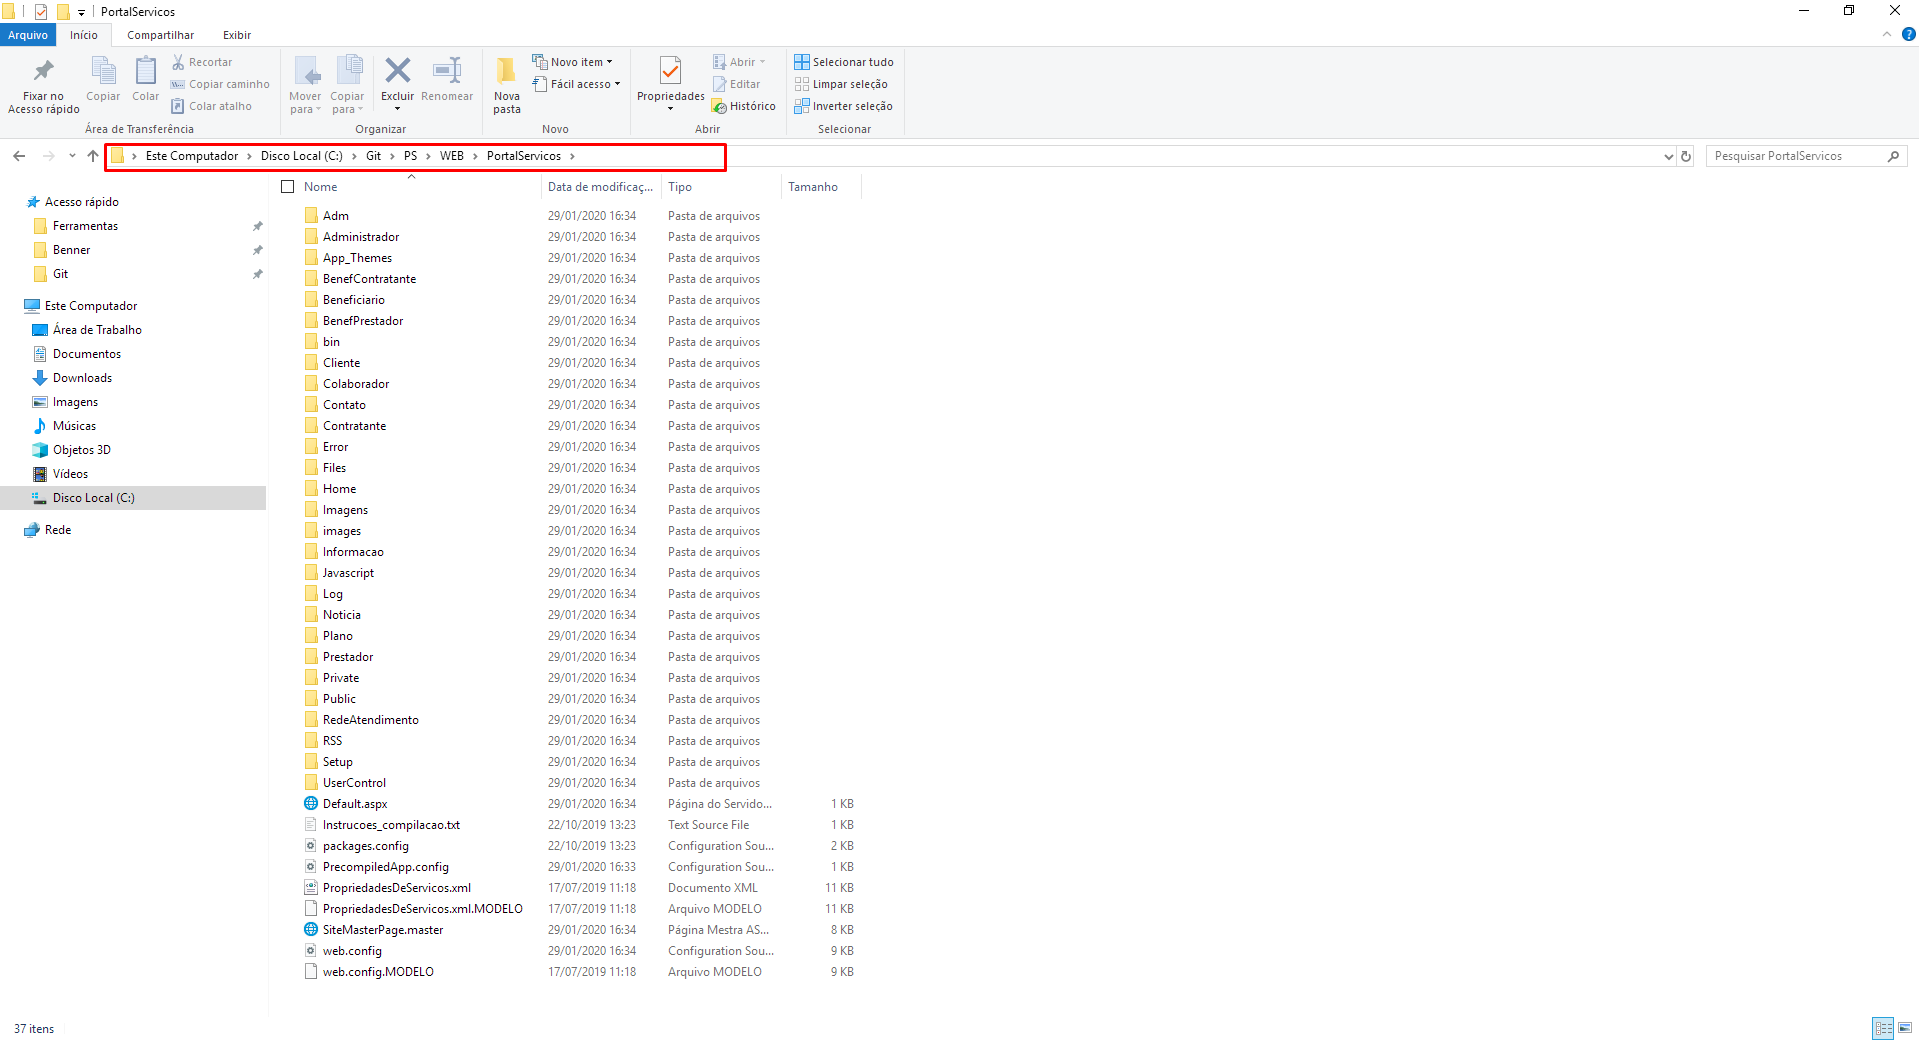 PortalServicos
Arquivo Início Compartilhar Exibir
Fixar no Acesso rápido
Copiar
Colar
Recortar
Copiar caminho
Colar atalho
Área de Transferência
Mover para
Copiar para
Excluir
Renomear
Organizar
Nova pasta
Novo item
Fácil acesso
Novo
Propriedades
Abrir
Editar
Histórico
Abrir
Selecionar tudo
Limpar seleção
Inverter seleção
Selecionar
Este Computador > Disco Local (C:) > Git > PS > WEB > PortalServicos >
Pesquisar PortalServicos
Acesso rápido
Ferramentas
Benner
Git
Este Computador
Área de Trabalho
Documentos
Downloads
Imagens
Músicas
Objetos 3D
Vídeos
Disco Local (C:)
Rede
Nome Data de modificaç... Tipo Tamanho
Adm 29/01/2020 16:34 Pasta de arquivos
Administrador 29/01/2020 16:34 Pasta de arquivos
App_Themes 29/01/2020 16:34 Pasta de arquivos
BenefContratante 29/01/2020 16:34 Pasta de arquivos
Beneficiario 29/01/2020 16:34 Pasta de arquivos
BenefPrestador 29/01/2020 16:34 Pasta de arquivos
bin 29/01/2020 16:34 Pasta de arquivos
Cliente 29/01/2020 16:34 Pasta de arquivos
Colaborador 29/01/2020 16:34 Pasta de arquivos
Contato 29/01/2020 16:34 Pasta de arquivos
Contratante 29/01/2020 16:34 Pasta de arquivos
Error 29/01/2020 16:34 Pasta de arquivos
Files 29/01/2020 16:34 Pasta de arquivos
Home 29/01/2020 16:34 Pasta de arquivos
Imagens 29/01/2020 16:34 Pasta de arquivos
images 29/01/2020 16:34 Pasta de arquivos
Informacao 29/01/2020 16:34 Pasta de arquivos
Javascript 29/01/2020 16:34 Pasta de arquivos
Log 29/01/2020 16:34 Pasta de arquivos
Noticia 29/01/2020 16:34 Pasta de arquivos
Plano 29/01/2020 16:34 Pasta de arquivos
Prestador 29/01/2020 16:34 Pasta de arquivos
Private 29/01/2020 16:34 Pasta de arquivos
Public 29/01/2020 16:34 Pasta de arquivos
RedeAtendimento 29/01/2020 16:34 Pasta de arquivos
RSS 29/01/2020 16:34 Pasta de arquivos
Setup 29/01/2020 16:34 Pasta de arquivos
UserControl 29/01/2020 16:34 Pasta de arquivos
Default.aspx 29/01/2020 16:34 Página do Servido... 1 KB
Instrucoes_compilacao.txt 22/10/2019 13:23 Text Source File 1 KB
packages.config 22/10/2019 13:23 Configuration Sou... 2 KB
PrecompiledApp.config 29/01/2020 16:33 Configuration Sou... 1 KB
PropriedadesDeServicos.xml 17/07/2019 11:18 Documento XML 11 KB
PropriedadesDeServicos.xml.MODELO 17/07/2019 11:18 Arquivo MODELO 11 KB
SiteMasterPage.master 29/01/2020 16:34 Página Mestra AS... 8 KB
web.config 29/01/2020 16:34 Configuration Sou... 9 KB
web.config.MODELO 17/07/2019 11:18 Arquivo MODELO 9 KB
37 itens